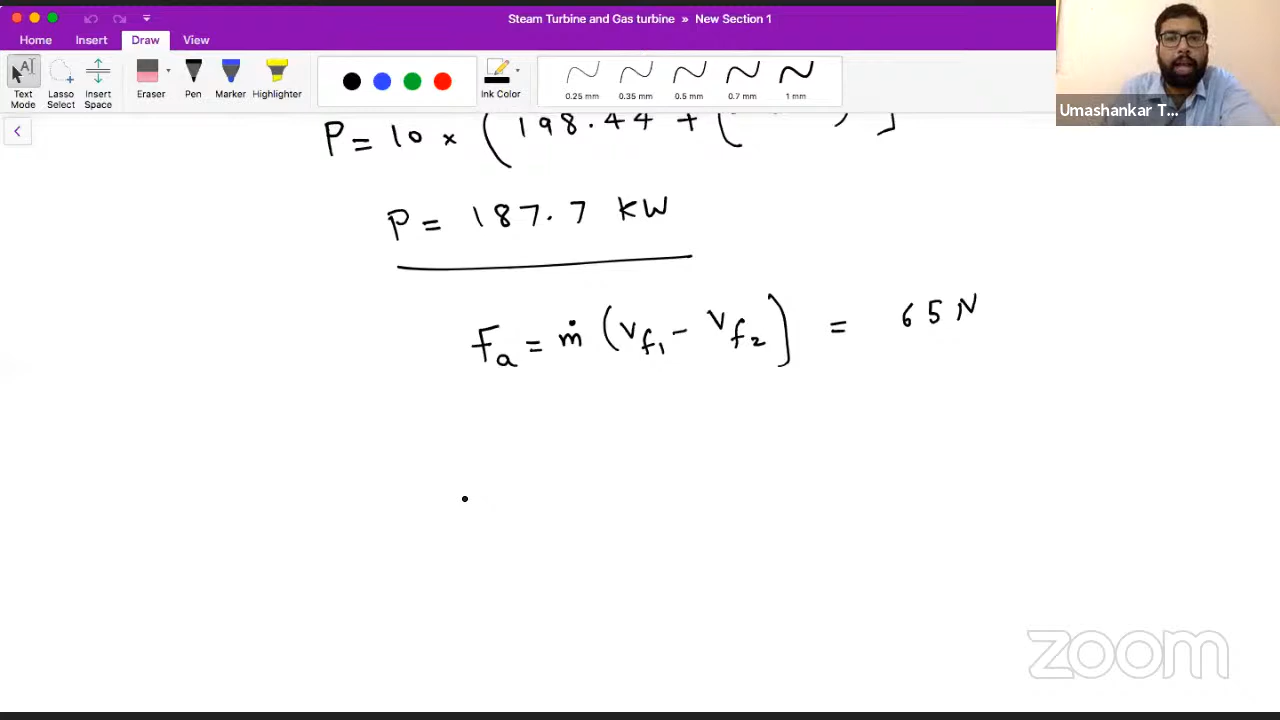 Steam Turbine and Gas turbine » New Section 1
Home Insert Draw View
Text Mode Lasso Select Insert Space Eraser Pen Marker Highlighter Ink Color 0.25 mm 0.35 mm 0.5 mm 0.7 mm 1 mm
Umashankar T...
P = 10 × ( 198.44 + (
P = 187.7 KW
Fa = ṁ (Vf1 - Vf2) = 65 N
zoom